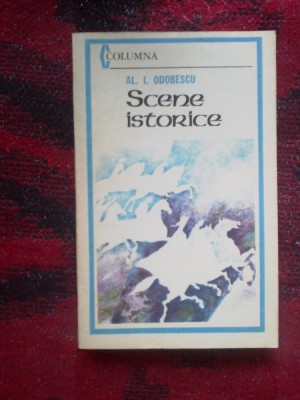 COLUMNA
AL. I. ODOBESCU
Scene
istorice